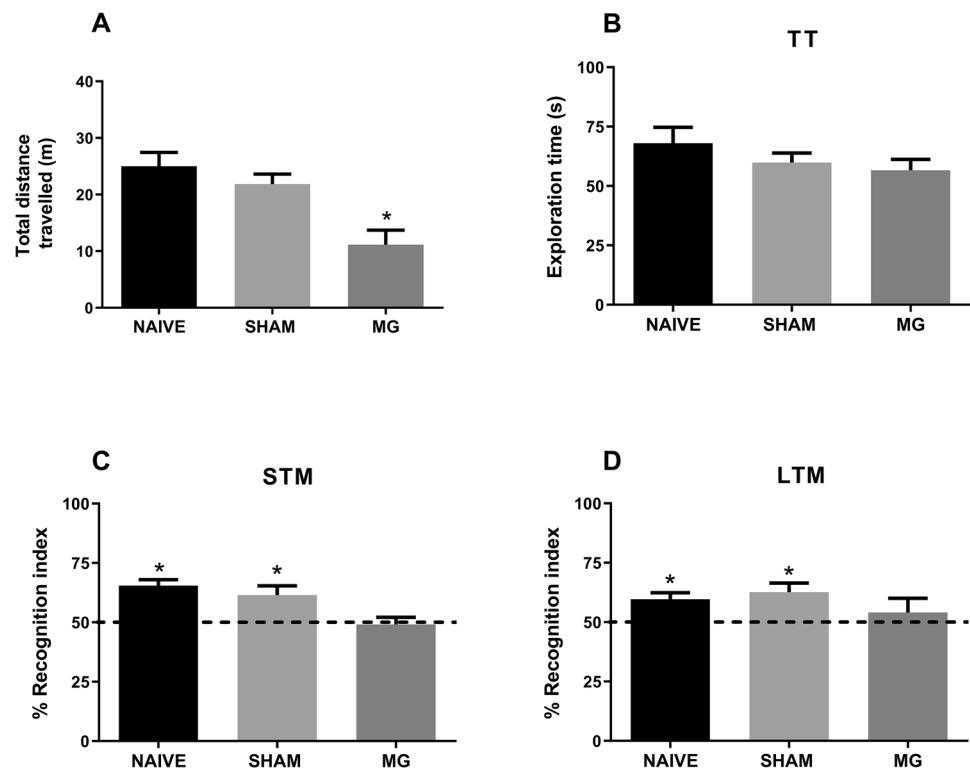 A
Total distance
travelled (m)
40
30
20
10
0
*
NAIVE SHAM MG
B
TT
Exploration time (s)
100
75
50
25
0
NAIVE SHAM MG
C
STM
% Recognition index
100
75
50
25
0
* *
NAIVE SHAM MG
D
LTM
% Recognition index
100
75
50
25
0
* *
NAIVE SHAM MG